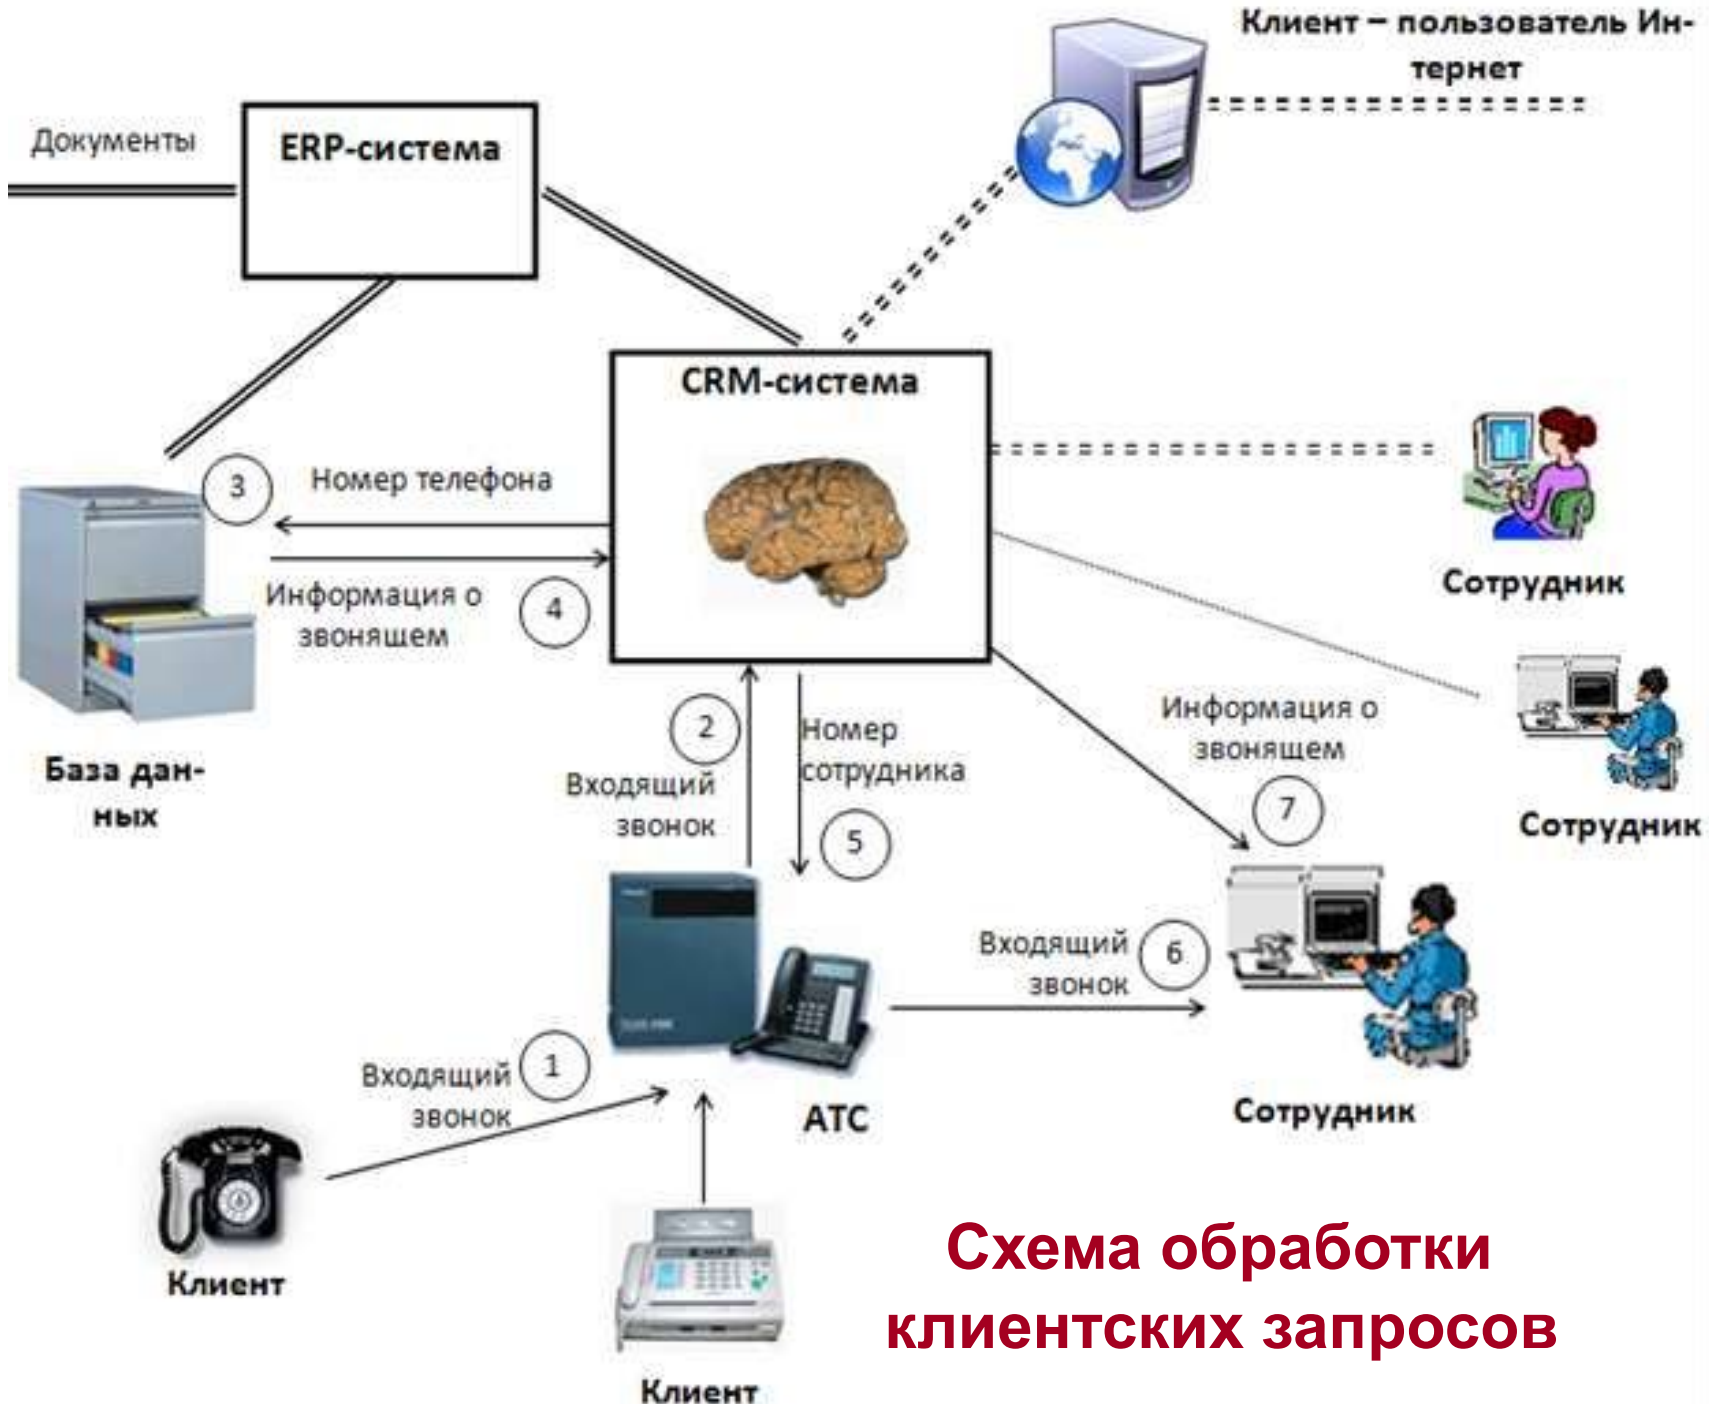 Клиент – пользователь Ин-
тернет
Документы
ERP-система
CRM-система
3
Номер телефона
Информация о
звонящем
4
Сотрудник
База дан-
ных
2
Входящий
звонок
Номер
сотрудника
5
Информация о
звонящем
7
Сотрудник
Входящий
звонок
6
Входящий
звонок
1
АТС
Сотрудник
Клиент
Клиент
Схема обработки
клиентских запросов